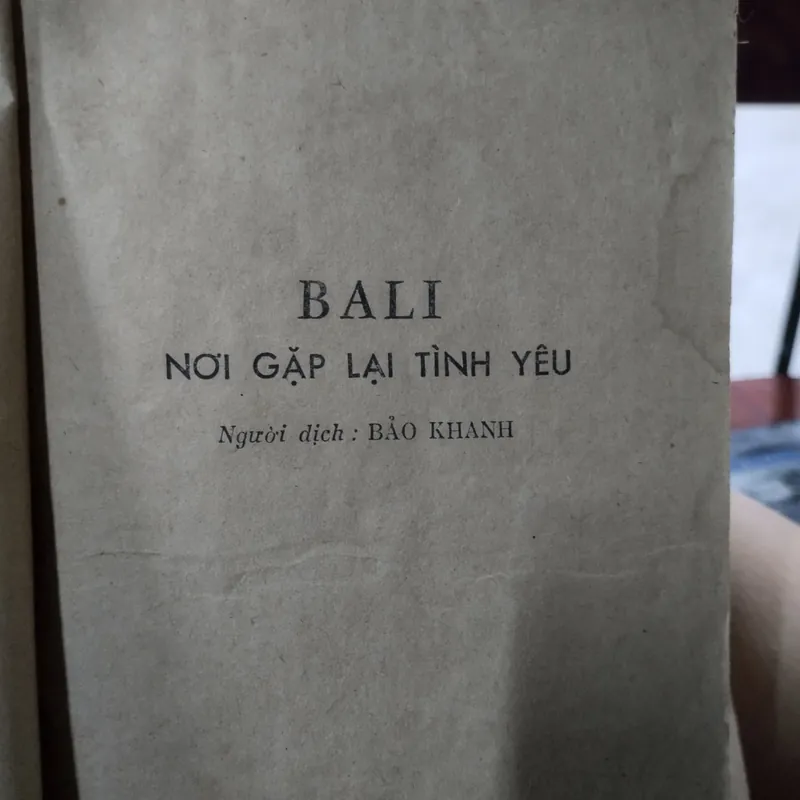 BALI
NƠI GẶP LẠI TÌNH YÊU
Người dịch : BẢO KHANH